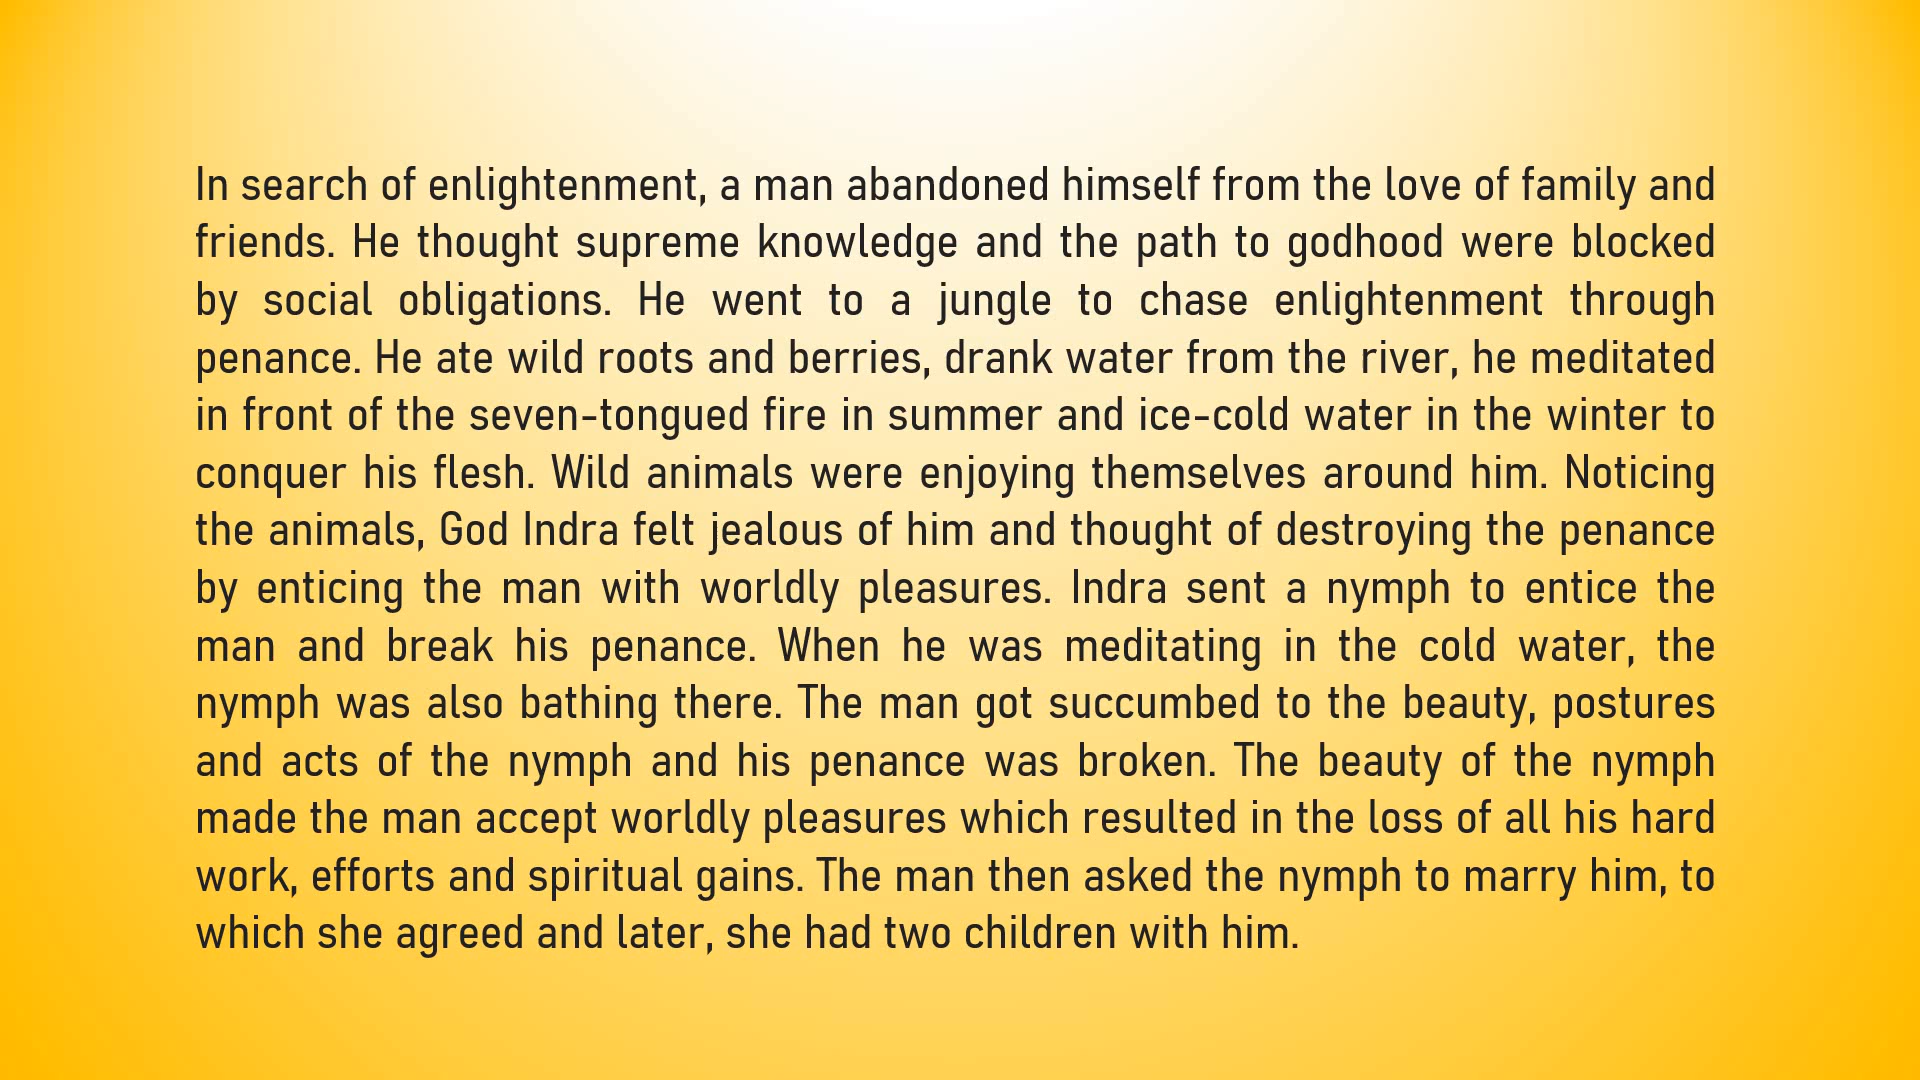 In search of enlightenment, a man abandoned himself from the love of family and
friends. He thought supreme knowledge and the path to godhood were blocked
by social obligations. He went to a jungle to chase enlightenment through
penance. He ate wild roots and berries, drank water from the river, he meditated
in front of the seven-tongued fire in summer and ice-cold water in the winter to
conquer his flesh. Wild animals were enjoying themselves around him. Noticing
the animals, God Indra felt jealous of him and thought of destroying the penance
by enticing the man with worldly pleasures. Indra sent a nymph to entice the
man and break his penance. When he was meditating in the cold water, the
nymph was also bathing there. The man got succumbed to the beauty, postures
and acts of the nymph and his penance was broken. The beauty of the nymph
made the man accept worldly pleasures which resulted in the loss of all his hard
work, efforts and spiritual gains. The man then asked the nymph to marry him, to
which she agreed and later, she had two children with him.